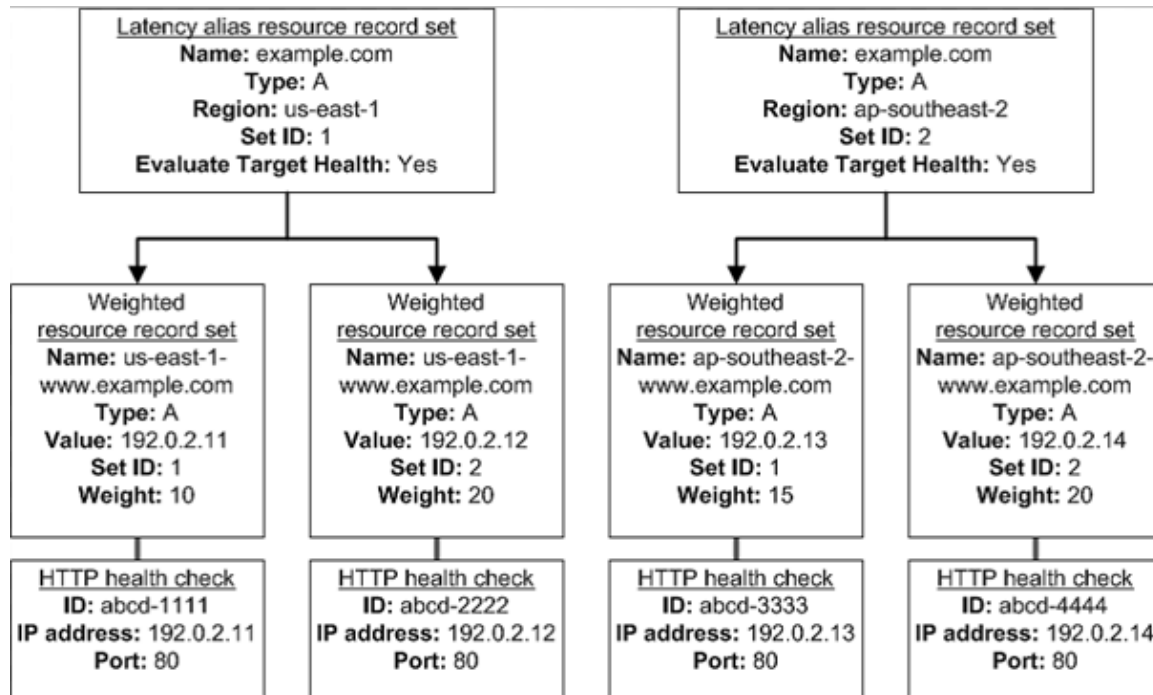 Latency alias resource record set
Name: example.com
Type: A
Region: us-east-1
Set ID: 1
Evaluate Target Health: Yes
Latency alias resource record set
Name: example.com
Type: A
Region: ap-southeast-2
Set ID: 2
Evaluate Target Health: Yes
Weighted
resource record set
Name: us-east-1-
www.example.com
Type: A
Value: 192.0.2.11
Set ID: 1
Weight: 10
Weighted
resource record set
Name: us-east-1-
www.example.com
Type: A
Value: 192.0.2.12
Set ID: 2
Weight: 20
Weighted
resource record set
Name: ap-southeast-2-
www.example.com
Type: A
Value: 192.0.2.13
Set ID: 1
Weight: 15
Weighted
resource record set
Name: ap-southeast-2-
www.example.com
Type: A
Value: 192.0.2.14
Set ID: 2
Weight: 20
HTTP health check
ID: abcd-1111
IP address: 192.0.2.11
Port: 80
HTTP health check
ID: abcd-2222
IP address: 192.0.2.12
Port: 80
HTTP health check
ID: abcd-3333
IP address: 192.0.2.13
Port: 80
HTTP health check
ID: abcd-4444
IP address: 192.0.2.14
Port: 80